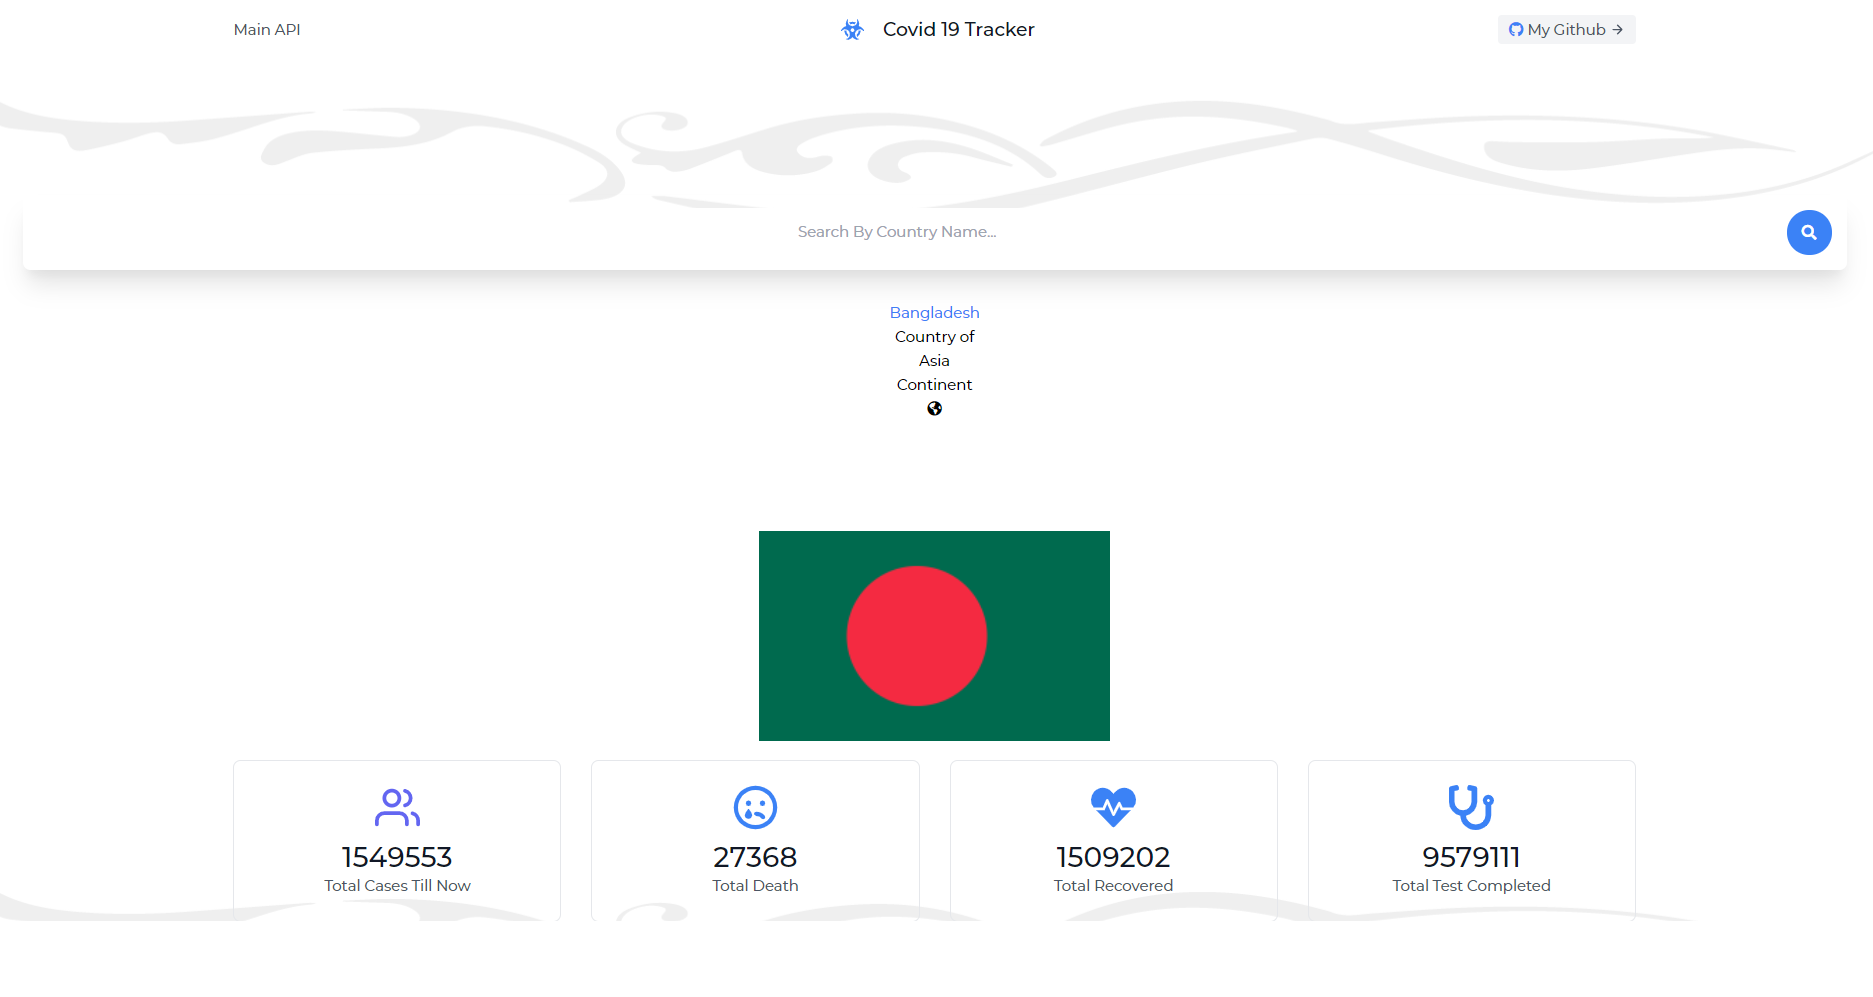 Main API
Covid 19 Tracker
My Github →
Search By Country Name...
Bangladesh
Country of
Asia
Continent
1549553
Total Cases Till Now
27368
Total Death
1509202
Total Recovered
9579111
Total Test Completed